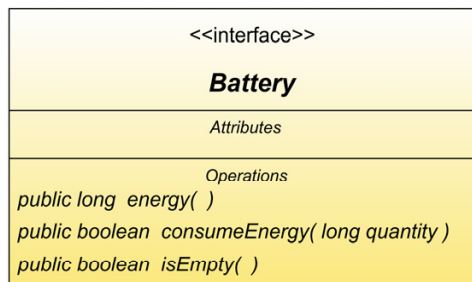 <<interface>>
Battery
Attributes
Operations
public long energy( )
public boolean consumeEnergy( long quantity )
public boolean isEmpty( )